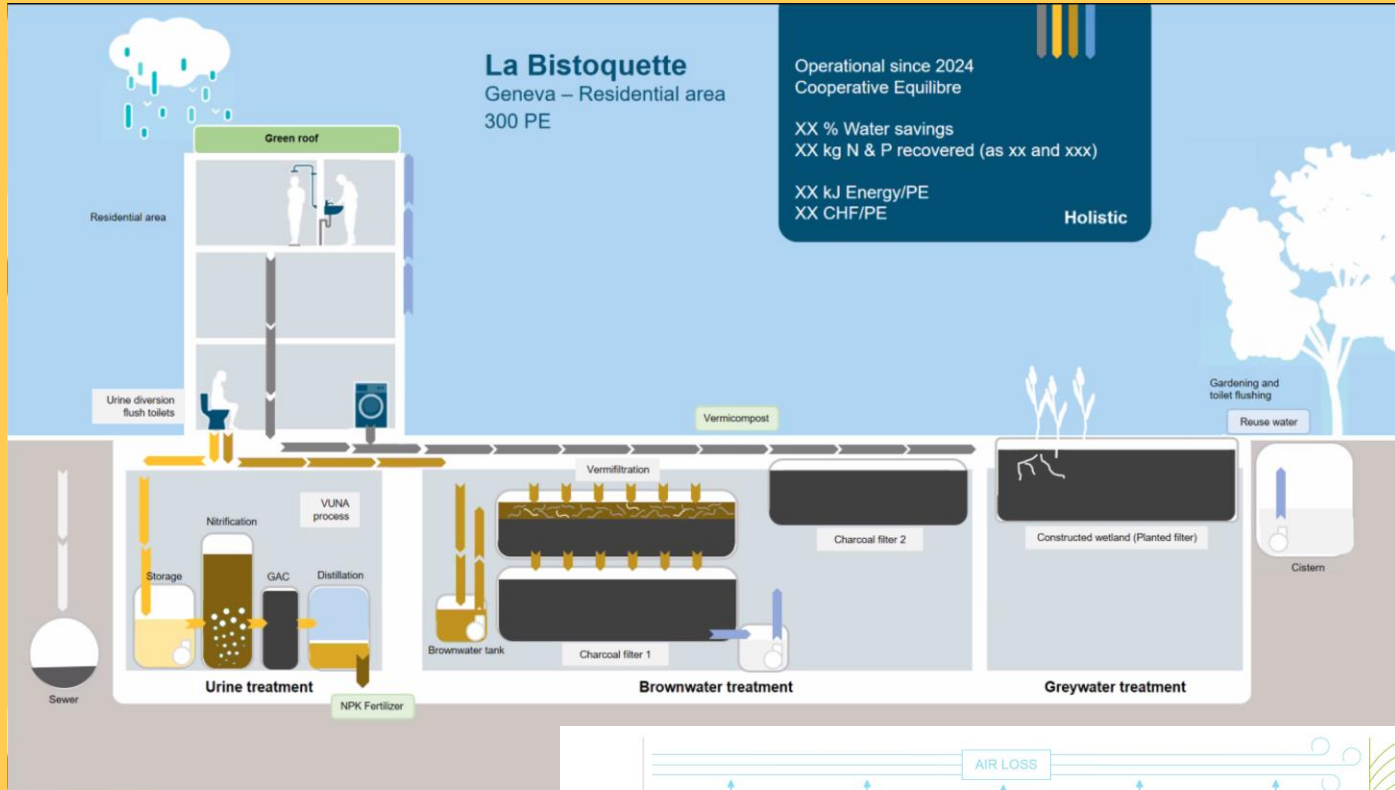 La Bistoquette
Geneva – Residential area
300 PE
Operational since 2024
Cooperative Equilibre
XX % Water savings
XX kg N & P recovered (as xx and xxx)
XX kJ Energy/PE
XX CHF/PE
Holistic
Green roof
Residential area
Urine diversion
flush toilets
Vermicompost
Gardening and
toilet flushing
Reuse water
VUNA
process
Nitrification
Storage
GAC
Distillation
Vermifiltration
Brownwater tank
Charcoal filter 1
Charcoal filter 2
Constructed wetland (Planted filter)
Cistern
Sewer
Urine treatment
Brownwater treatment
Greywater treatment
NPK Fertilizer
AIR LOSS